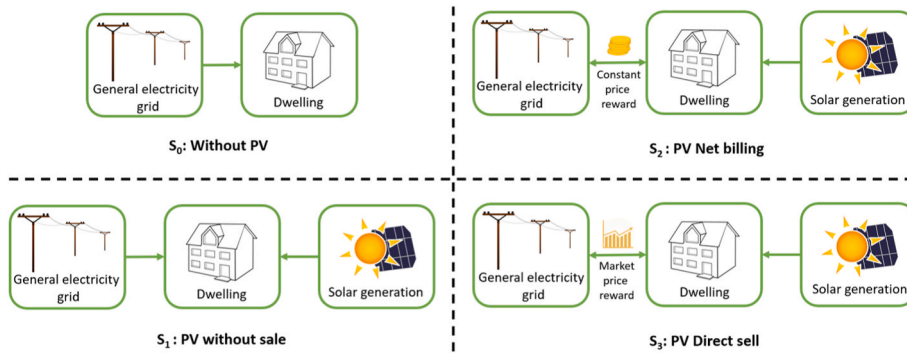 General electricity
grid
Dwelling
S0: Without PV
General electricity
grid
Constant
price
reward
Dwelling
Solar generation
S2 : PV Net billing
General electricity
grid
Dwelling
Solar generation
S1 : PV without sale
General electricity
grid
Market
price
reward
Dwelling
Solar generation
S3 : PV Direct sell